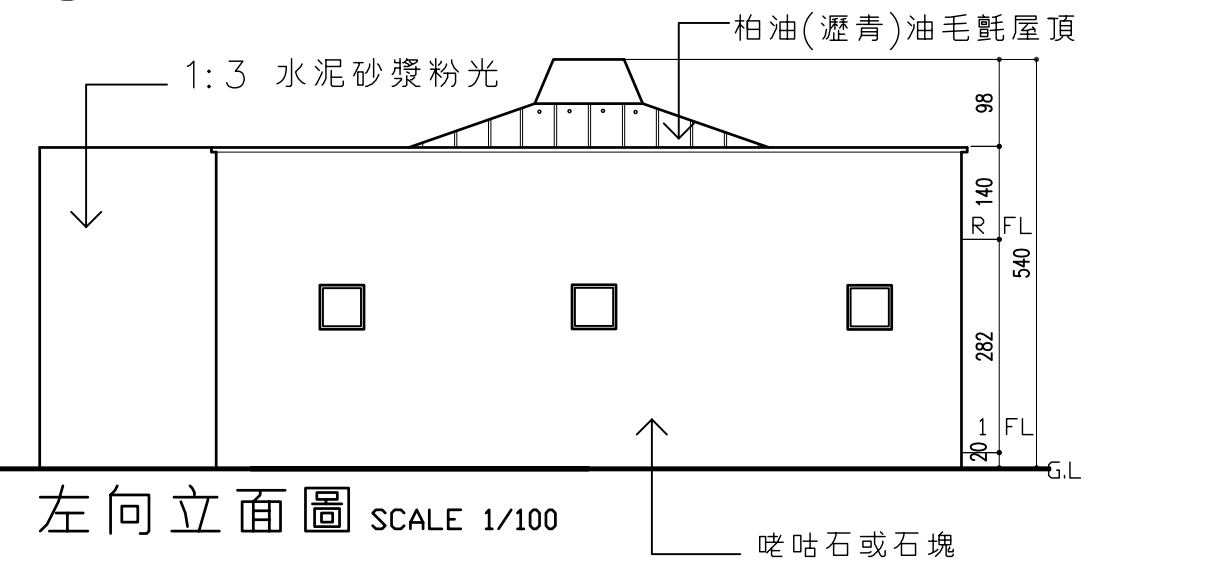 柏油(瀝青)油毛氈屋頂
1:3 水泥砂漿粉光
98
140
R FL
540
282
1 FL
20
G.L
左向立面圖 SCALE 1/100
咾咕石或石塊